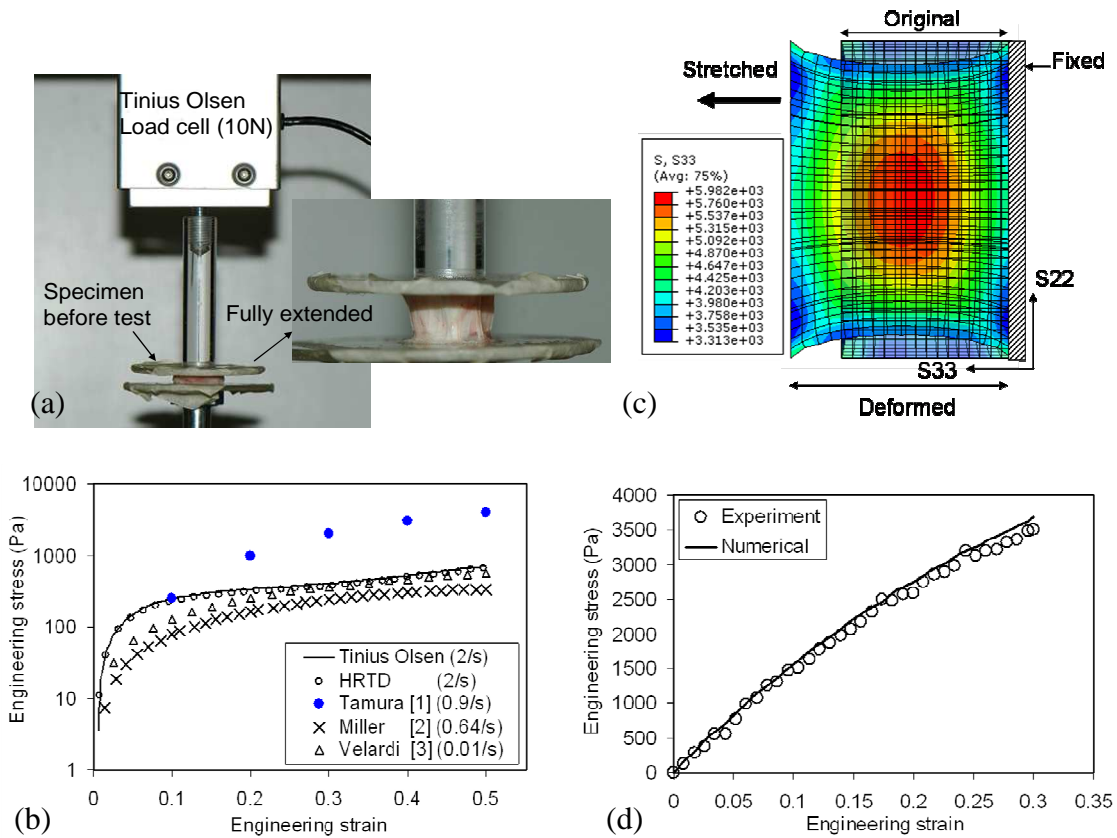 Tinius Olsen
Load cell (10N)
Specimen
before test
Fully extended
(a)
Original
Fixed
Stretched
S, S33
(Avg: 75%)
+5.982e+03
+5.760e+03
+5.537e+03
+5.315e+03
+5.092e+03
+4.870e+03
+4.647e+03
+4.425e+03
+4.203e+03
+3.980e+03
+3.758e+03
+3.535e+03
+3.313e+03
S22
S33
Deformed
(c)
Engineering stress (Pa)
10000
1000
100
10
1
Tinius Olsen (2/s)
HRTD (2/s)
Tamura [1] (0.9/s)
Miller [2] (0.64/s)
Velardi [3] (0.01/s)
0 0.1 0.2 0.3 0.4 0.5
Engineering strain
(b)
Engineering stress (Pa)
4000
3500
3000
2500
2000
1500
1000
500
0
Experiment
Numerical
0 0.05 0.1 0.15 0.2 0.25 0.3 0.35
Engineering strain
(d)